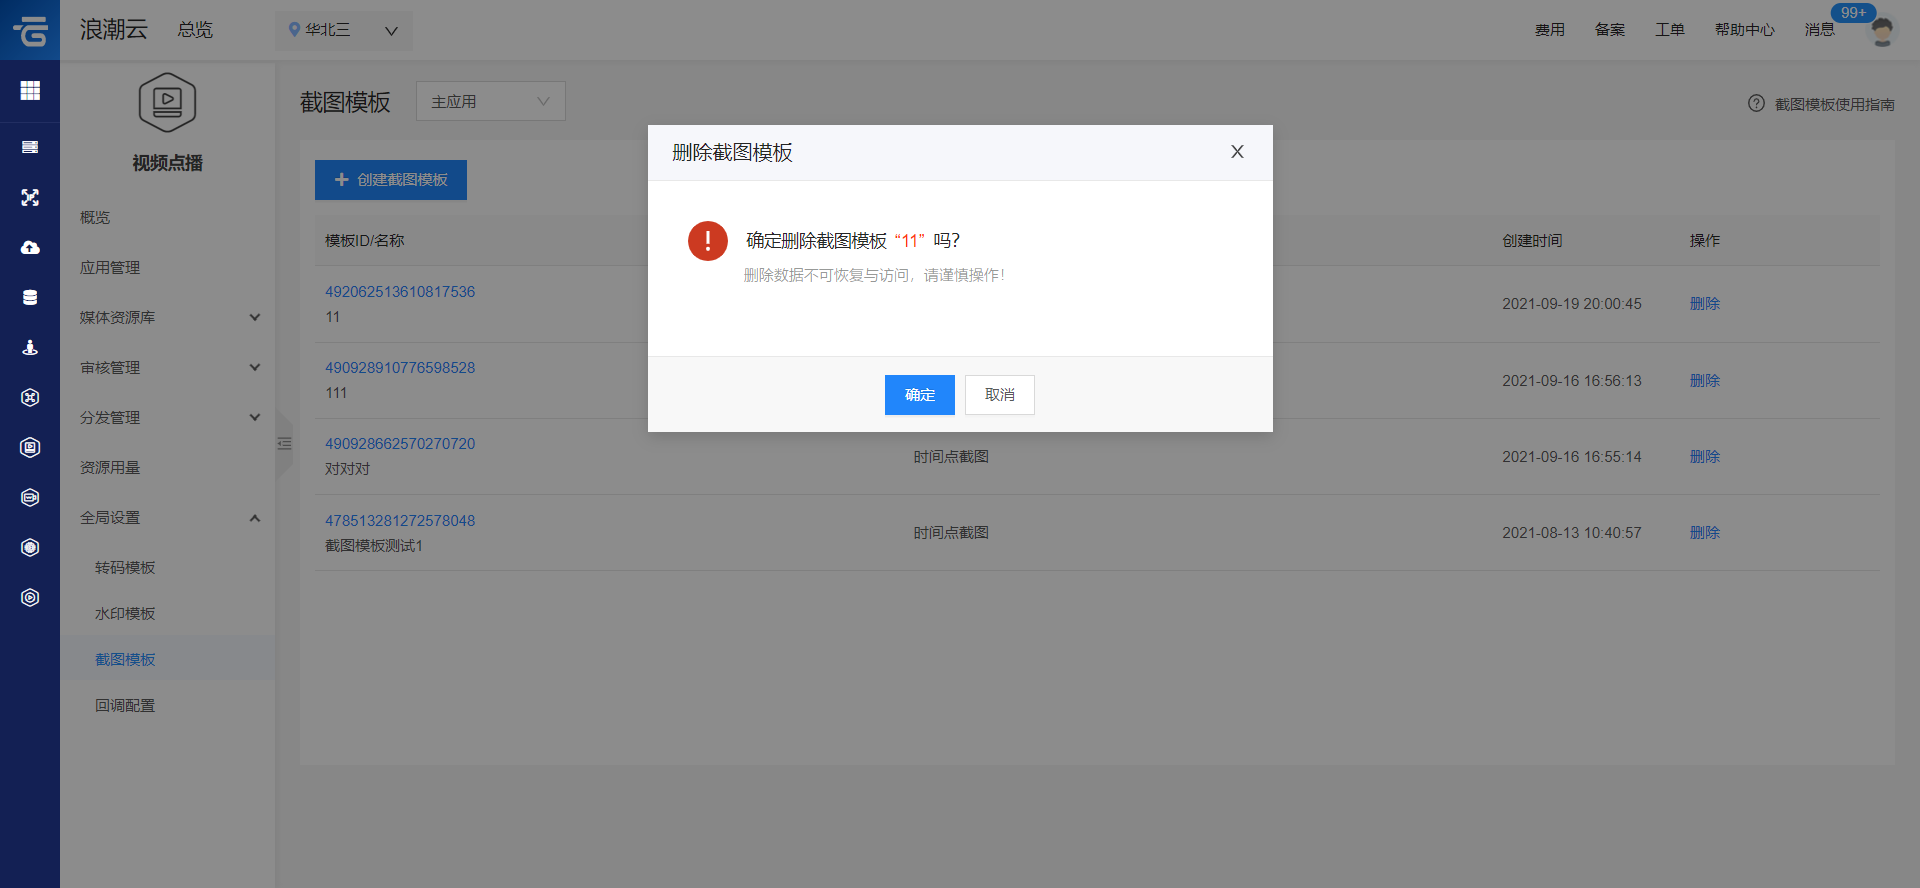 浪潮云
总览
华北三
费用
备案
工单
帮助中心
消息
99+
视频点播
概览
应用管理
媒体资源库
审核管理
分发管理
资源用量
全局设置
转码模板
水印模板
截图模板
回调配置
截图模板
主应用
截图模板使用指南
创建截图模板
模板ID/名称
创建时间
操作
492062513610817536
11
2021-09-19 20:00:45
删除
490928910776598528
111
2021-09-16 16:56:13
删除
490928662570270720
对对对
时间点截图
2021-09-16 16:55:14
删除
478513281272578048
截图模板测试1
时间点截图
2021-08-13 10:40:57
删除
删除截图模板
X
确定删除截图模板 “11” 吗?
删除数据不可恢复与访问，请谨慎操作!
确定
取消